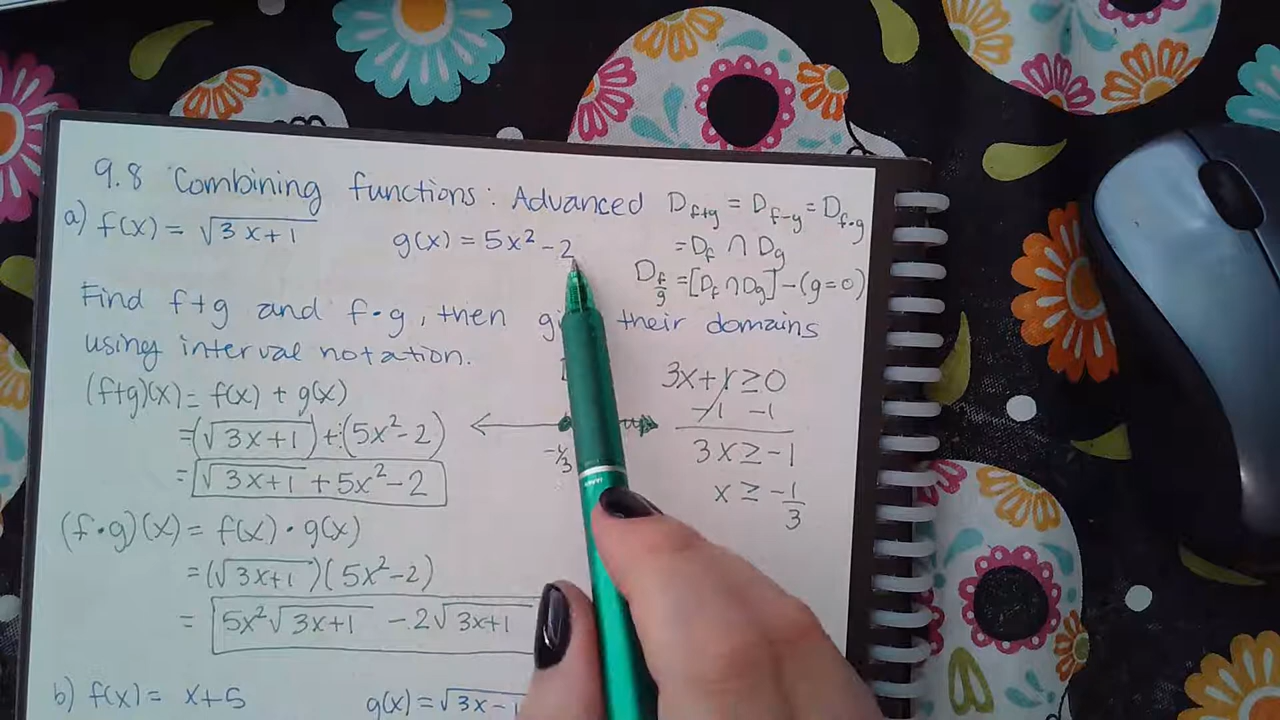 9.8 Combining functions: Advanced
a) f(x) = √3x+1
g(x) = 5x² - 2
D f+g = D f-g = D f·g
= Df ∩ Dg
D f/g = [Df ∩ Dg] - (g=0)
Find f+g and f·g, then their domains
using interval notation.
(f+g)(x) = f(x) + g(x)
= (√3x+1) + (5x² - 2)
= √3x+1 + 5x² - 2
-1/3
3x+1 ≥ 0
-1 -1
3x ≥ -1
x ≥ -1/3
(f·g)(x) = f(x) · g(x)
= (√3x+1)(5x² - 2)
= 5x²√3x+1 - 2√3x+1
b) f(x) = x+5
g(x) = √3x-1